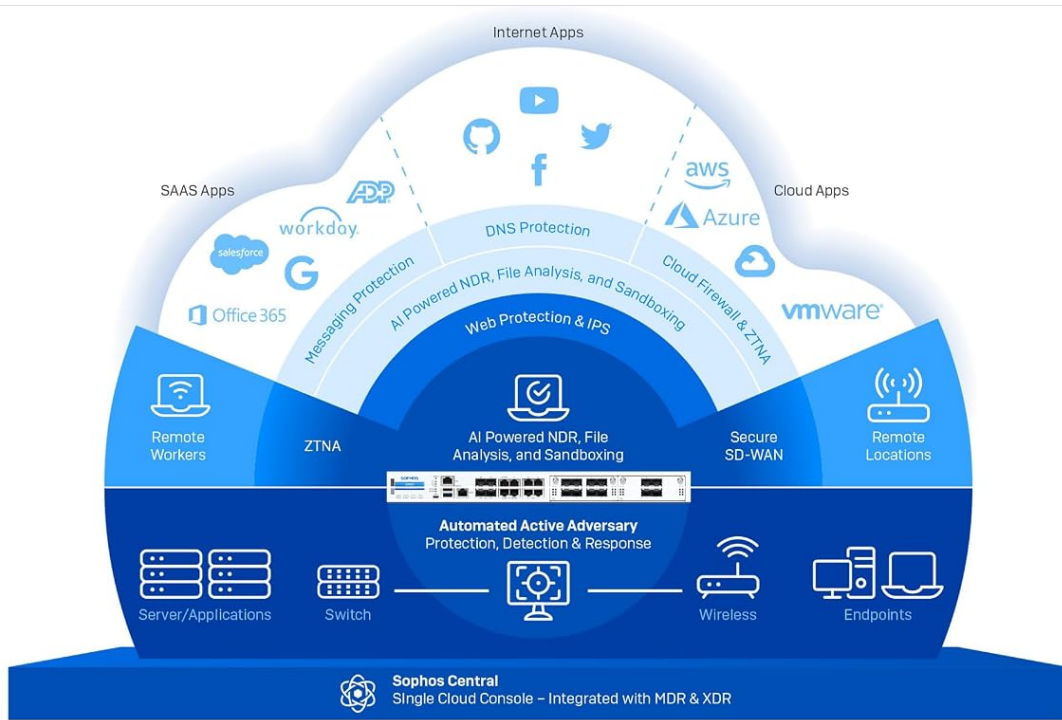 Internet Apps
SAAS Apps
Cloud Apps
ADP
workday
salesforce
G
Office 365
f
aws
Azure
vmware
DNS Protection
Messaging Protection
Cloud Firewall & ZTNA
AI Powered NDR, File Analysis, and Sandboxing
Web Protection & IPS
Remote
Workers
ZTNA
AI Powered NDR, File
Analysis, and Sandboxing
Secure
SD-WAN
Remote
Locations
SOPHOS
Automated Active Adversary
Protection, Detection & Response
Server/Applications
Switch
Wireless
Endpoints
Sophos Central
Single Cloud Console – Integrated with MDR & XDR